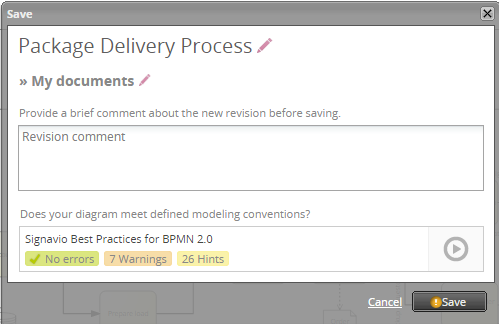 Save
Package Delivery Process
» My documents
Provide a brief comment about the new revision before saving.
Revision comment
Does your diagram meet defined modeling conventions?
Signavio Best Practices for BPMN 2.0
No errors 7 Warnings 26 Hints
Cancel Save